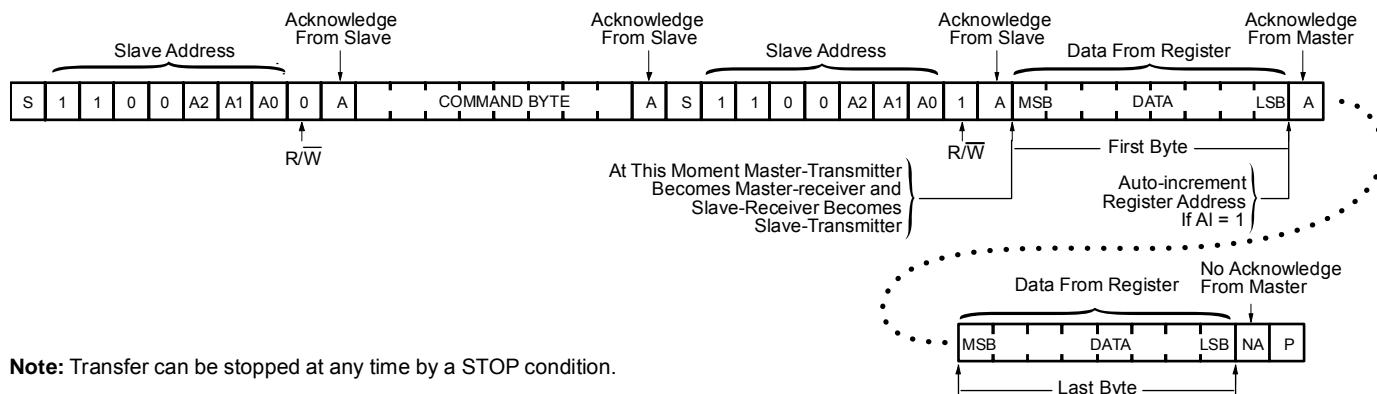 Acknowledge
From Slave
Acknowledge
From Slave
Acknowledge
From Slave
Acknowledge
From Master
Slave Address
Slave Address
Data From Register
S 1 1 0 0 A2 A1 A0 0 A COMMAND BYTE A S 1 1 0 0 A2 A1 A0 1 A MSB DATA LSB A
R/W̅
R/W̅
First Byte
At This Moment Master-Transmitter
Becomes Master-receiver and
Slave-Receiver Becomes
Slave-Transmitter
Auto-increment
Register Address
If AI = 1
Data From Register
No Acknowledge
From Master
MSB DATA LSB NA P
Last Byte
Note: Transfer can be stopped at any time by a STOP condition.